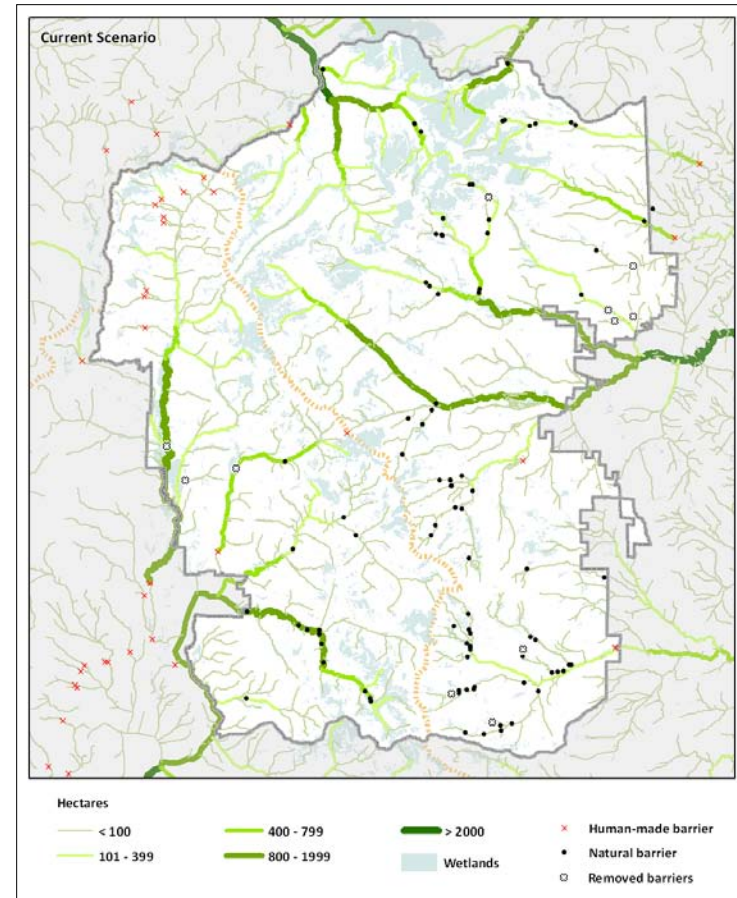 Current Scenario
Hectares
< 100
400 - 799
> 2000
Human-made barrier
101 - 399
800 - 1999
Wetlands
Natural barrier
Removed barriers